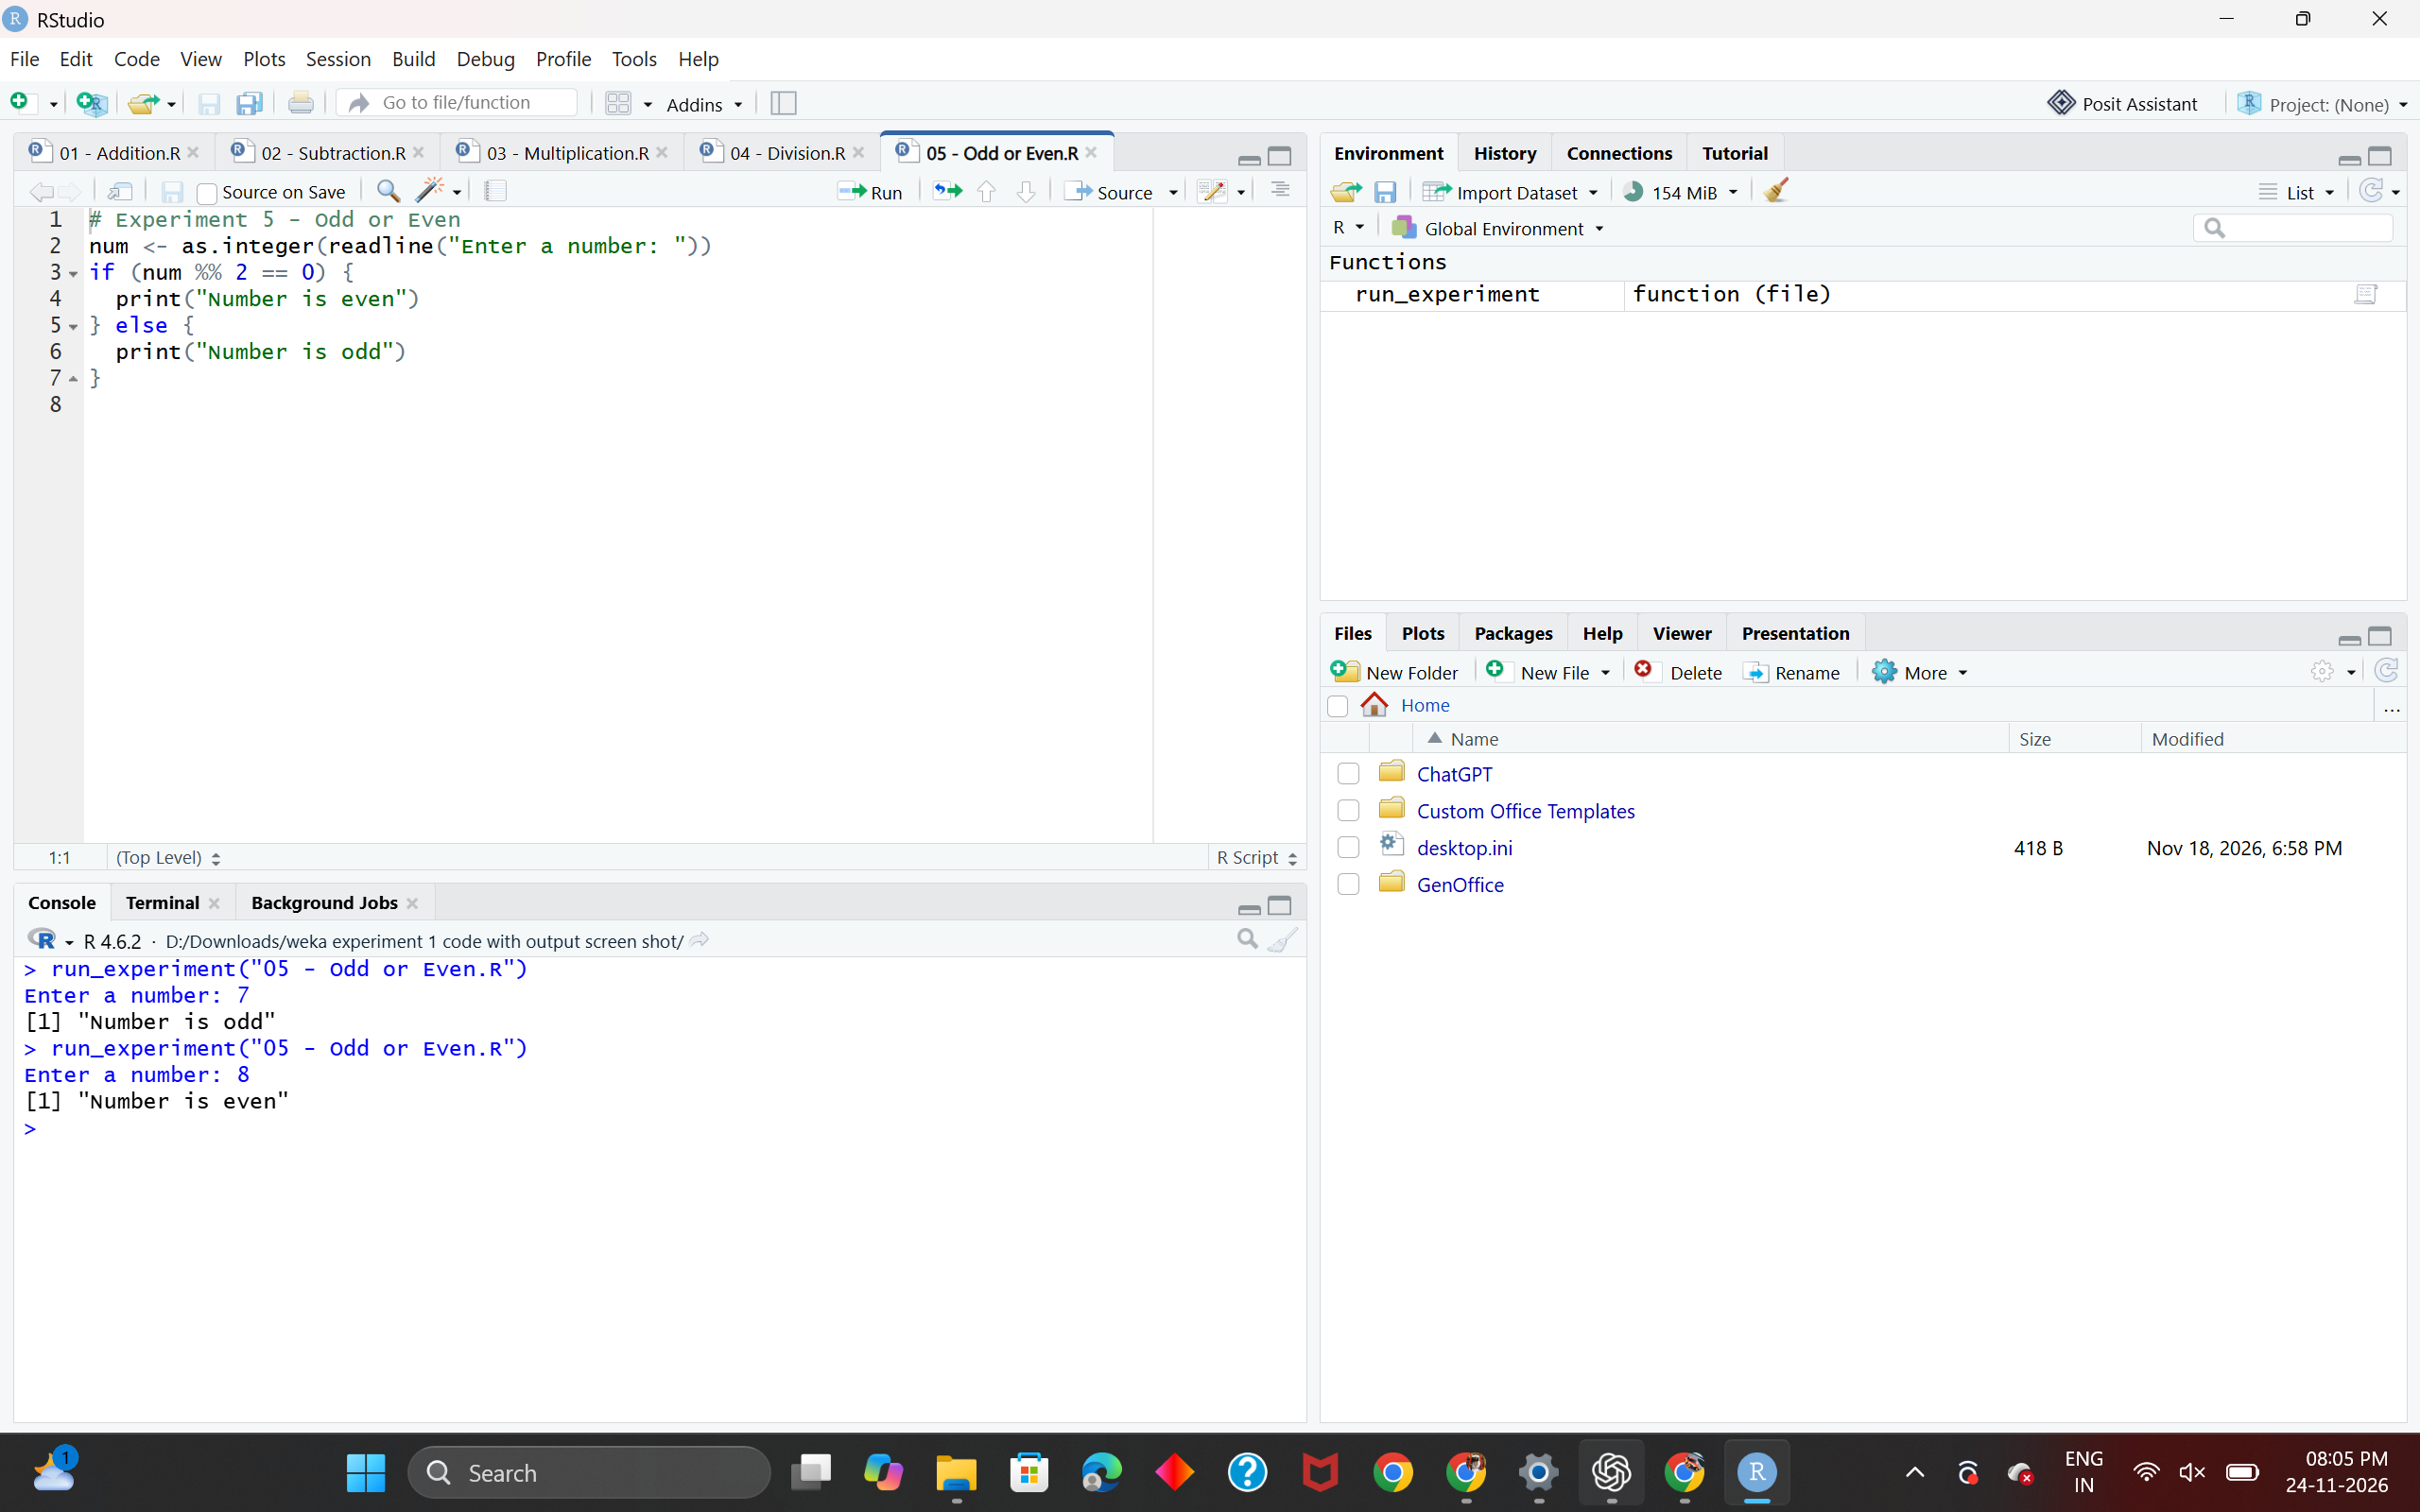 RStudio
File Edit Code View Plots Session Build Debug Profile Tools Help
Go to file/function Addins Posit Assistant Project: (None)
01 - Addition.R 02 - Subtraction.R 03 - Multiplication.R 04 - Division.R 05 - Odd or Even.R
Source on Save Run Source
1 # Experiment 5 - Odd or Even
2 num <- as.integer(readline("Enter a number: "))
3 if (num %% 2 == 0) {
4   print("Number is even")
5 } else {
6   print("Number is odd")
7 }
8
1:1 (Top Level) R Script
Console Terminal Background Jobs
R 4.6.2 · D:/Downloads/weka experiment 1 code with output screen shot/
> run_experiment("05 - Odd or Even.R")
Enter a number: 7
[1] "Number is odd"
> run_experiment("05 - Odd or Even.R")
Enter a number: 8
[1] "Number is even"
>
Environment History Connections Tutorial
Import Dataset 154 MiB List
R Global Environment
Functions
run_experiment function (file)
Files Plots Packages Help Viewer Presentation
New Folder New File Delete Rename More
Home ...
Name Size Modified
ChatGPT
Custom Office Templates
desktop.ini 418 B Nov 18, 2026, 6:58 PM
GenOffice
1 Search ENG 08:05 PM
IN 24-11-2026